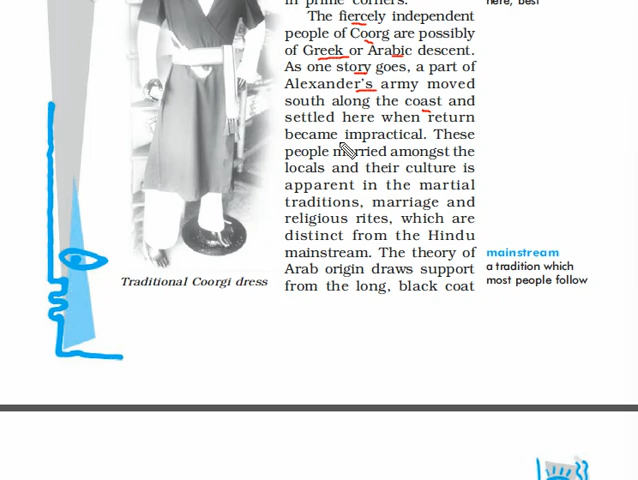 in prime corners.
The fiercely independent
people of Coorg are possibly
of Greek or Arabic descent.
As one story goes, a part of
Alexander's army moved
south along the coast and
settled here when return
became impractical. These
people married amongst the
locals and their culture is
apparent in the martial
traditions, marriage and
religious rites, which are
distinct from the Hindu
mainstream. The theory of
Arab origin draws support
from the long, black coat
here, best
mainstream
a tradition which
most people follow
Traditional Coorgi dress